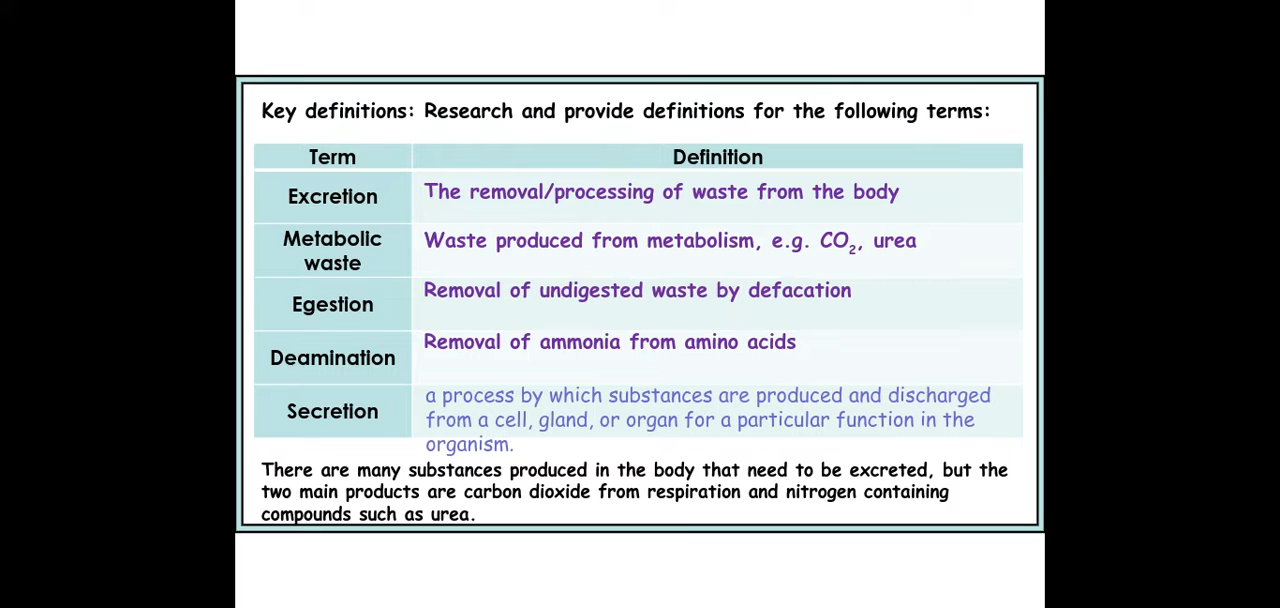 Key definitions: Research and provide definitions for the following terms:
Term Definition
Excretion The removal/processing of waste from the body
Metabolic waste Waste produced from metabolism, e.g. CO₂, urea
Egestion Removal of undigested waste by defacation
Deamination Removal of ammonia from amino acids
Secretion a process by which substances are produced and discharged
from a cell, gland, or organ for a particular function in the
organism.
There are many substances produced in the body that need to be excreted, but the
two main products are carbon dioxide from respiration and nitrogen containing
compounds such as urea.